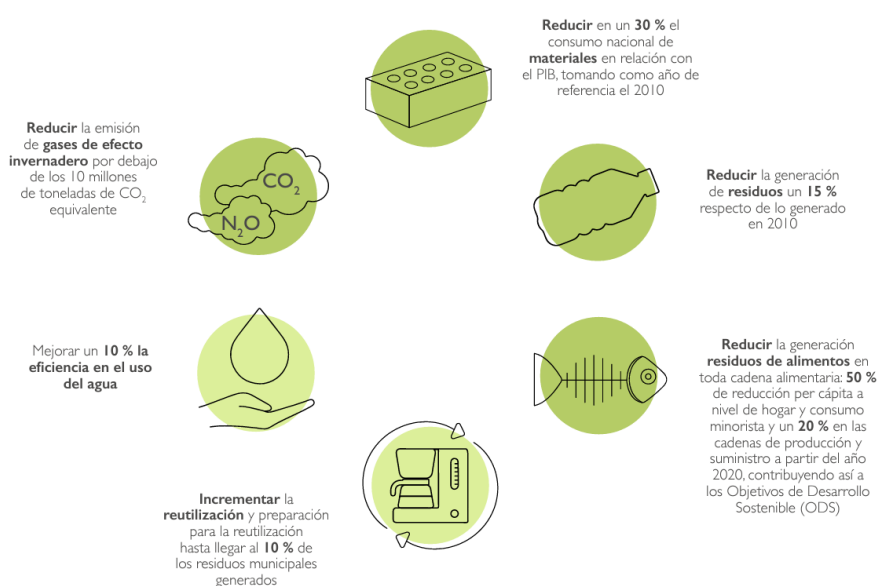 Reducir en un 30 % el
consumo nacional de
materiales en relación con
el PIB, tomando como año de
referencia el 2010
Reducir la emisión
de gases de efecto
invernadero por debajo
de los 10 millones
de toneladas de CO₂
equivalente
CO₂
N₂O
Reducir la generación
de residuos un 15 %
respecto de lo generado
en 2010
Mejorar un 10 % la
eficiencia en el uso
del agua
Reducir la generación
residuos de alimentos en
toda cadena alimentaria: 50 %
de reducción per cápita a
nivel de hogar y consumo
minorista y un 20 % en las
cadenas de producción y
suministro a partir del año
2020, contribuyendo así a
los Objetivos de Desarrollo
Sostenible (ODS)
Incrementar la
reutilización y preparación
para la reutilización
hasta llegar al 10 % de
los residuos municipales
generados